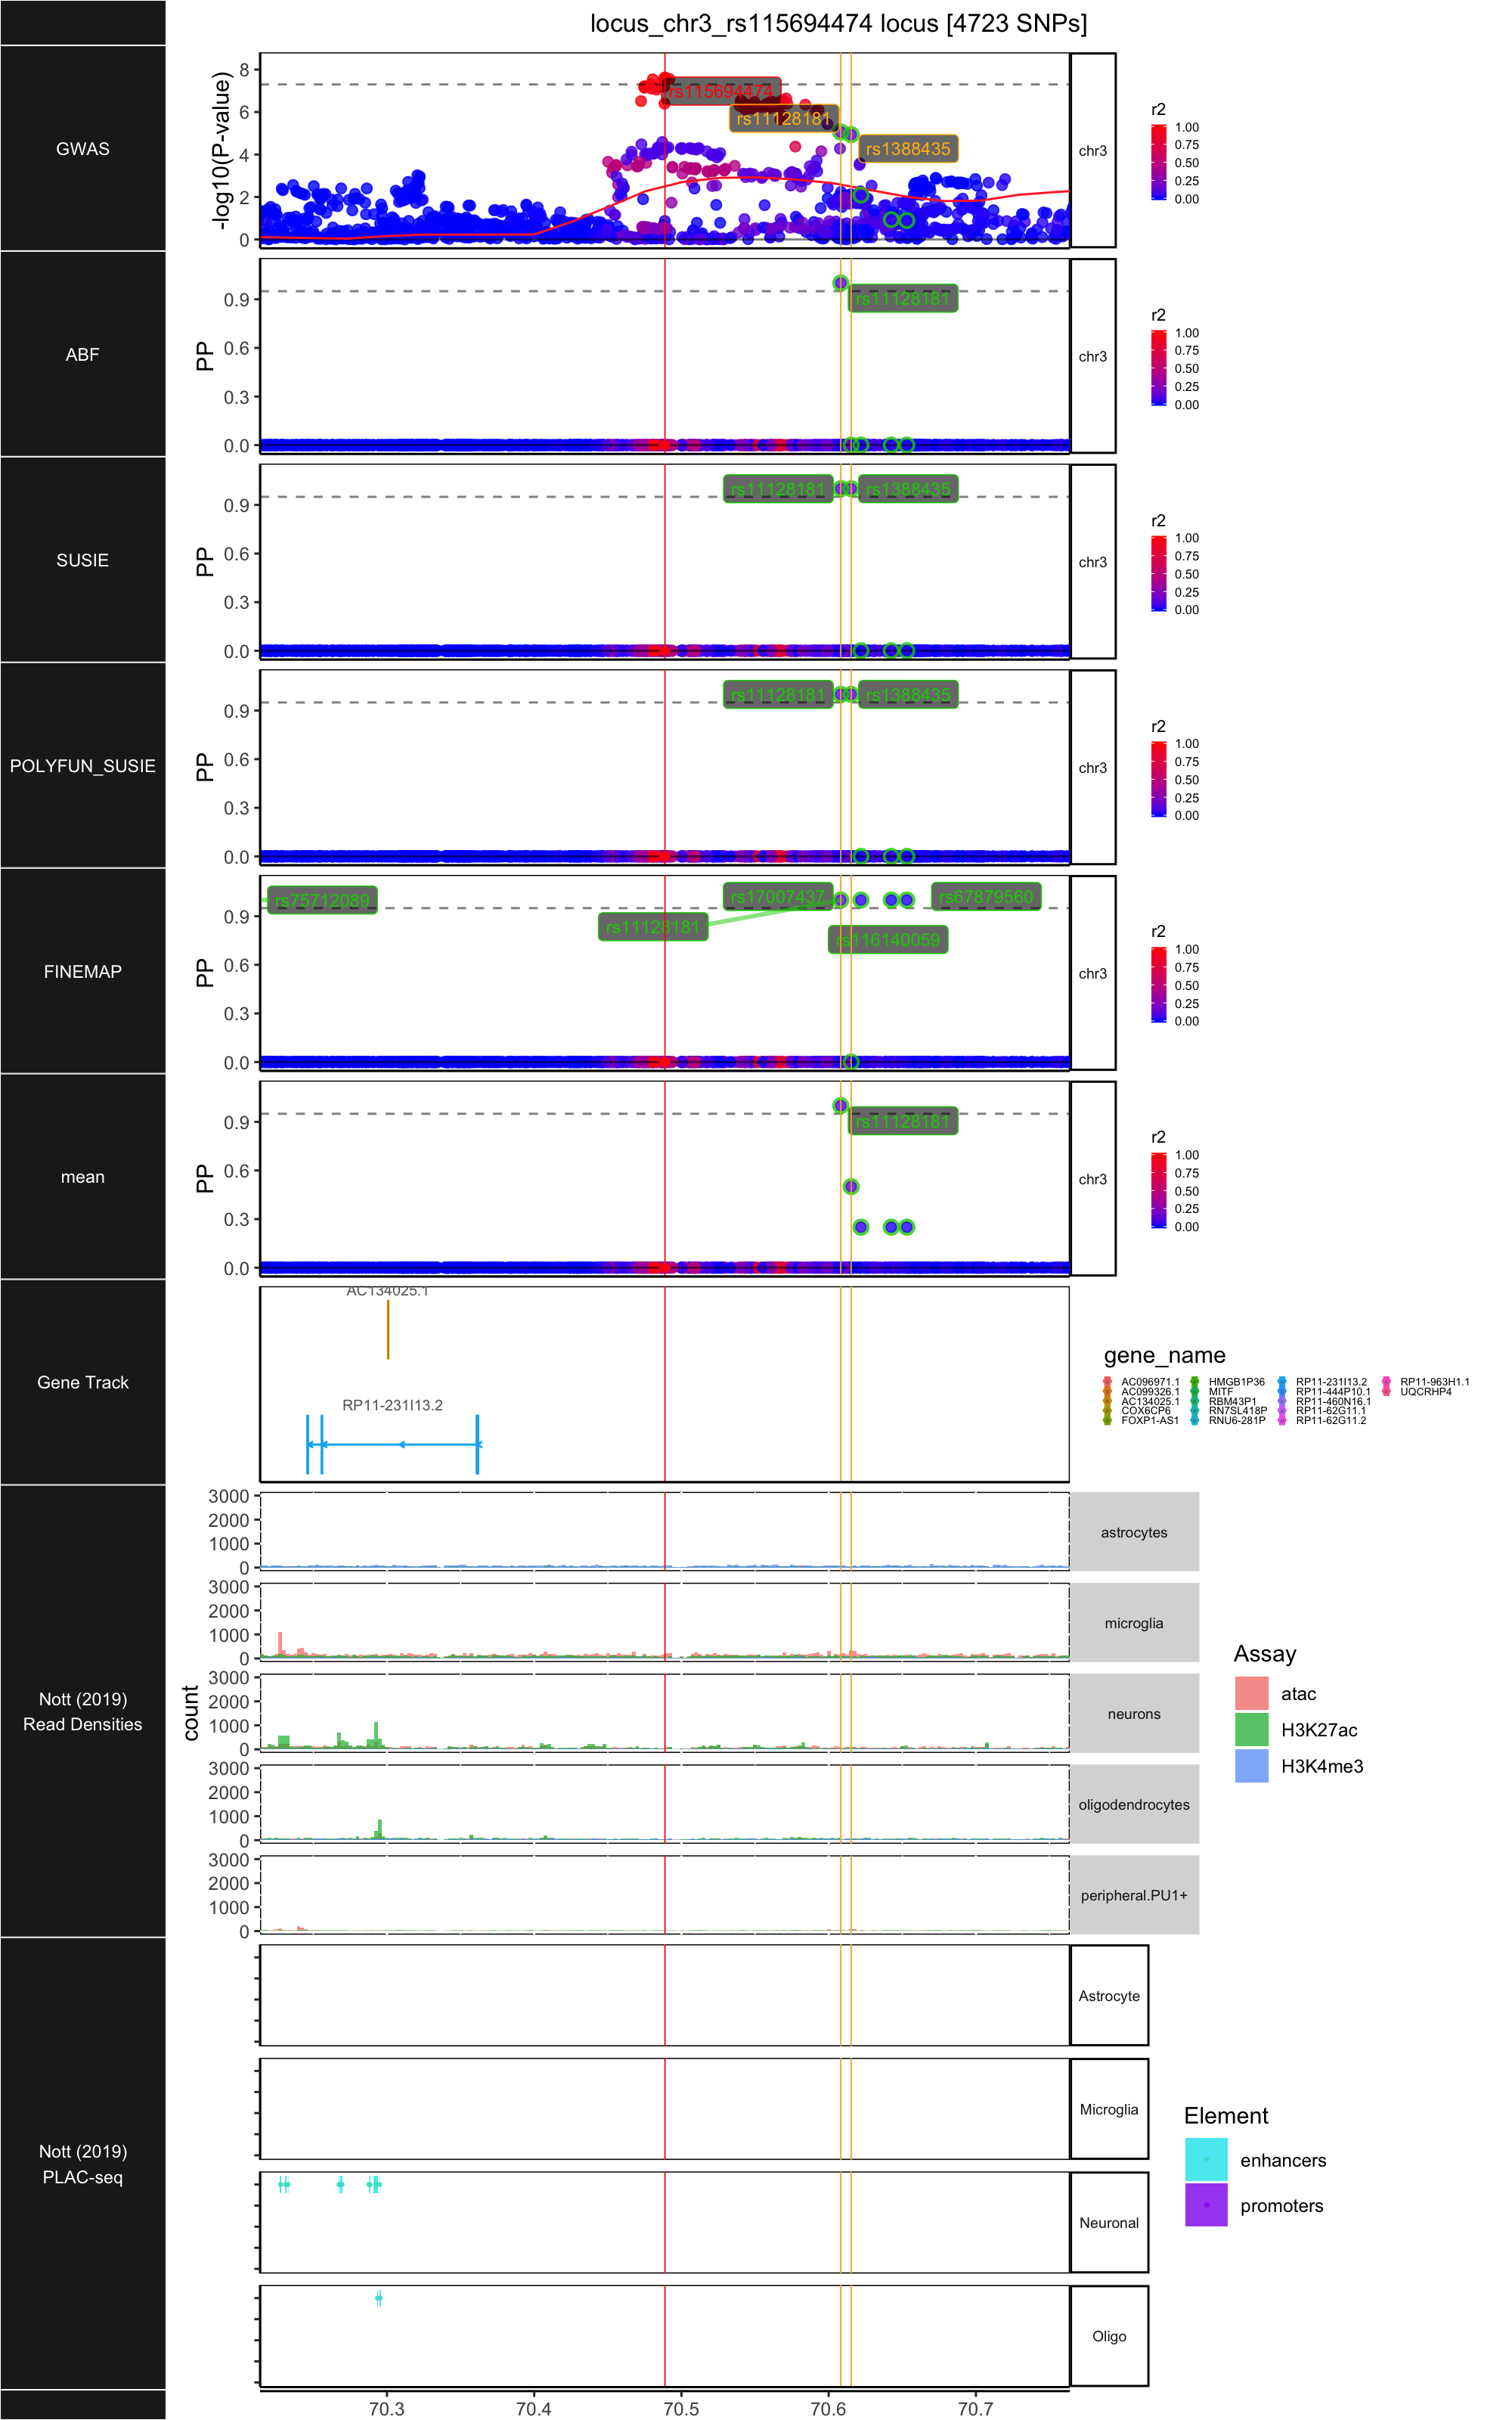 locus_chr3_rs115694474 locus [4723 SNPs]
GWAS
-log10(P-value)
8
6
4
2
0
rs115694474
rs11128181
rs1388435
chr3
r2
1.00
0.75
0.50
0.25
0.00
ABF
PP
0.9
0.6
0.3
0.0
rs11128181
chr3
r2
1.00
0.75
0.50
0.25
0.00
SUSIE
PP
0.9
0.6
0.3
0.0
rs11128181
rs1388435
chr3
r2
1.00
0.75
0.50
0.25
0.00
POLYFUN_SUSIE
PP
0.9
0.6
0.3
0.0
rs11128181
rs1388435
chr3
r2
1.00
0.75
0.50
0.25
0.00
FINEMAP
PP
0.9
0.6
0.3
0.0
rs75712089
rs17007437
rs67879560
rs11128181
rs116140059
chr3
r2
1.00
0.75
0.50
0.25
0.00
mean
PP
0.9
0.6
0.3
0.0
rs11128181
chr3
r2
1.00
0.75
0.50
0.25
0.00
Gene Track
AC134025.1
RP11-231I13.2
gene_name
AC096971.1 HMGB1P36 RP11-231I13.2 RP11-963H1.1
AC099326.1 MITF RP11-444P10.1 UQCRHP4
AC134025.1 RBM43P1 RP11-460N16.1
COX6CP6 RN7SL418P RP11-62G11.1
FOXP1-AS1 RNU6-281P RP11-62G11.2
Nott (2019)
Read Densities
count
3000
2000
1000
0
astrocytes
3000
2000
1000
0
microglia
3000
2000
1000
0
neurons
3000
2000
1000
0
oligodendrocytes
3000
2000
1000
0
peripheral.PU1+
Assay
atac
H3K27ac
H3K4me3
Nott (2019)
PLAC-seq
Astrocyte
Microglia
Neuronal
Oligo
Element
enhancers
promoters
70.3 70.4 70.5 70.6 70.7